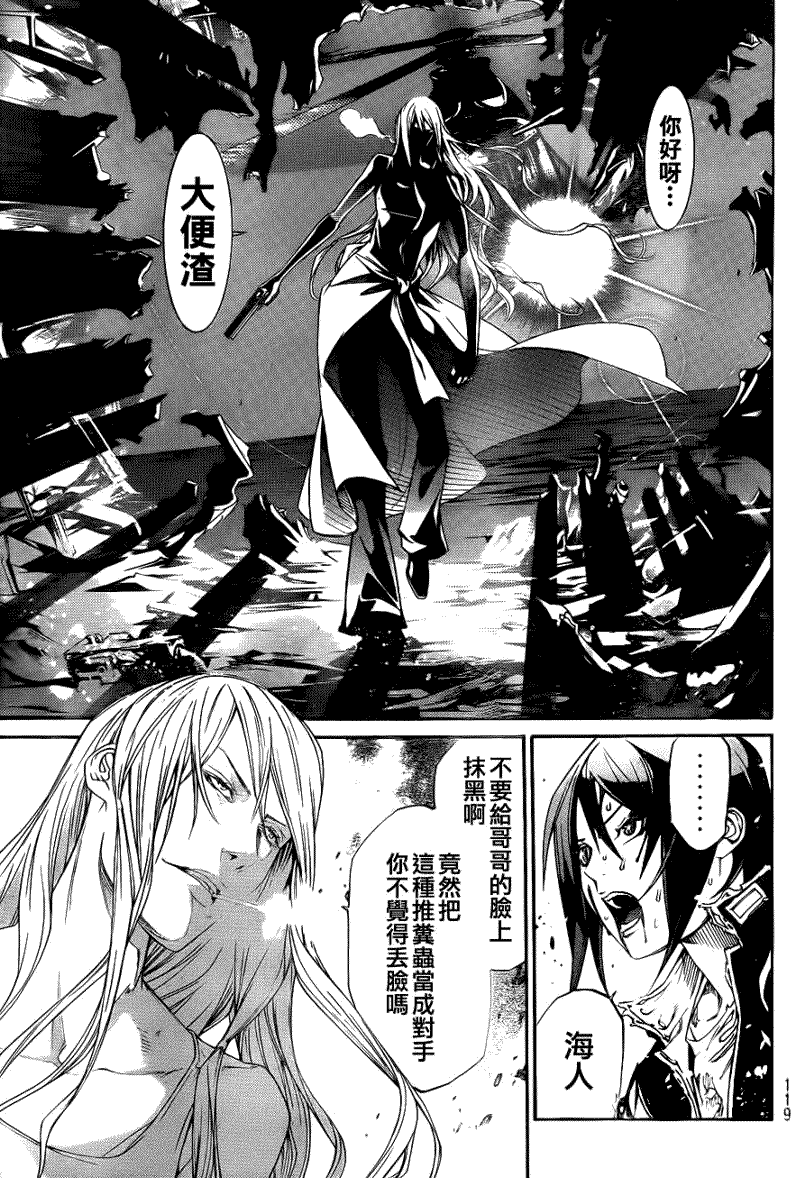 你好呀…
大便渣
………
海人
不要給哥哥的臉上
抹黑啊
竟然把
這種推糞蟲當成對手
你不覺得丟臉嗎
119